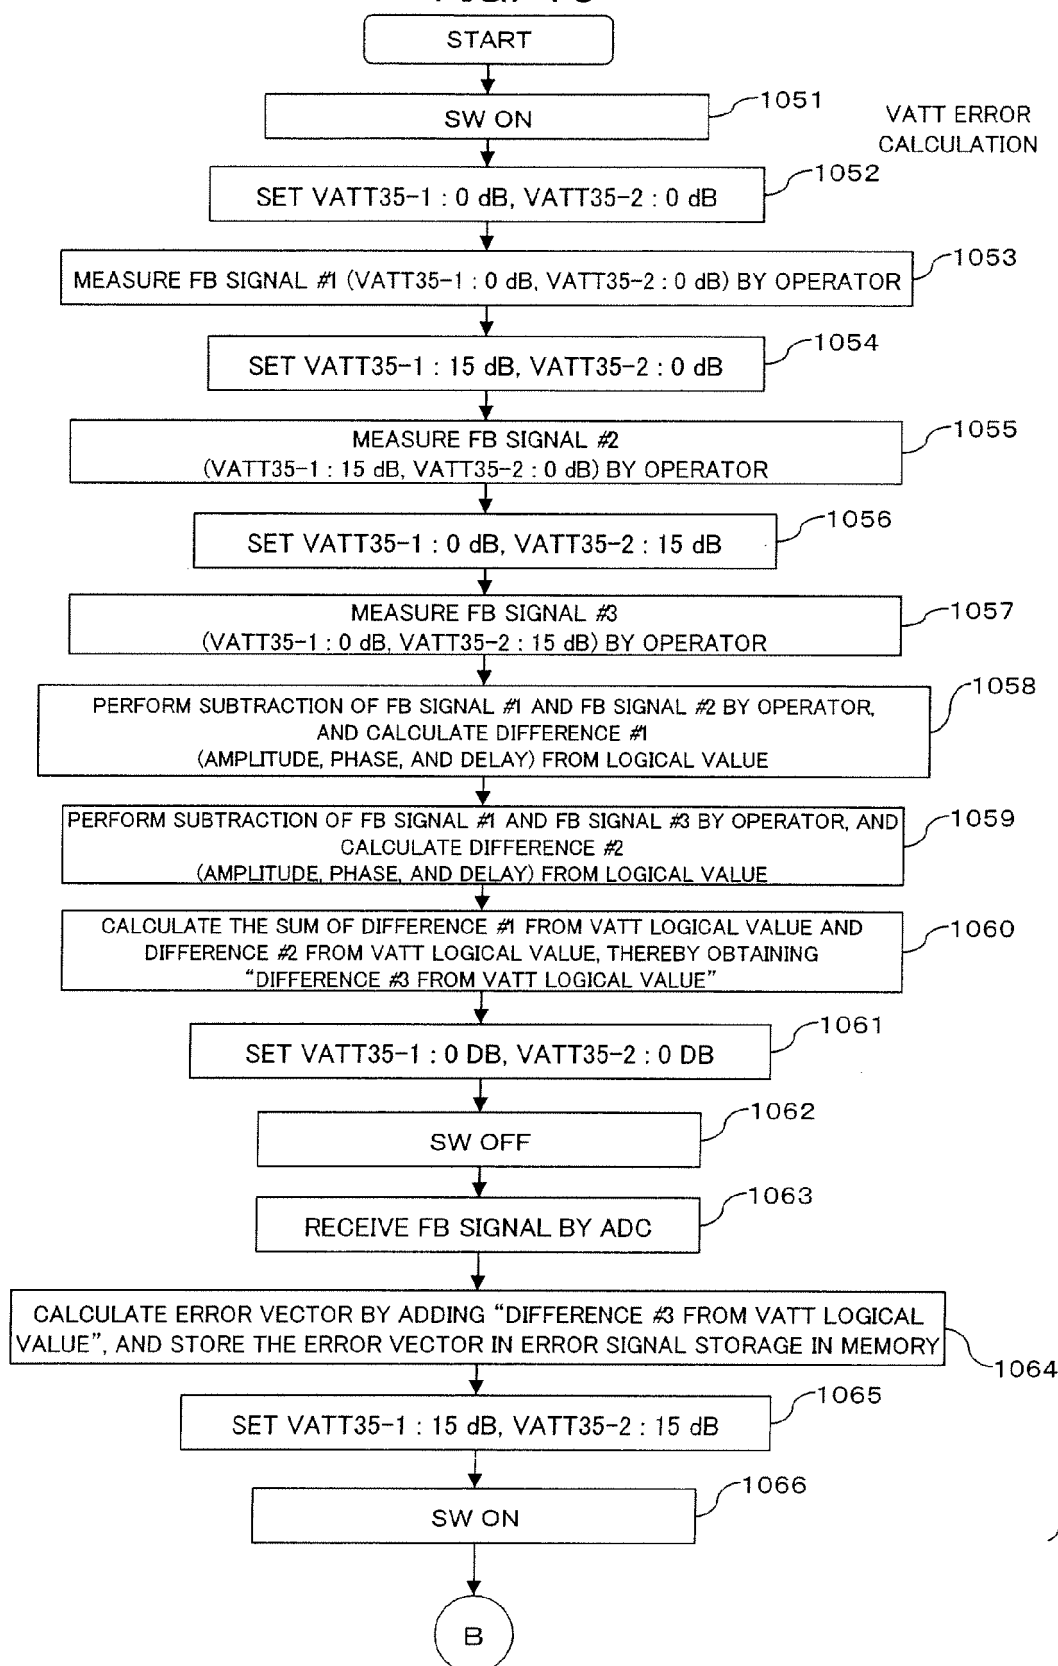 START
SW ON
1051
VATT ERROR
CALCULATION
SET VATT35-1 : 0 dB, VATT35-2 : 0 dB
1052
MEASURE FB SIGNAL #1 (VATT35-1 : 0 dB, VATT35-2 : 0 dB) BY OPERATOR
1053
SET VATT35-1 : 15 dB, VATT35-2 : 0 dB
1054
MEASURE FB SIGNAL #2
(VATT35-1 : 15 dB, VATT35-2 : 0 dB) BY OPERATOR
1055
SET VATT35-1 : 0 dB, VATT35-2 : 15 dB
1056
MEASURE FB SIGNAL #3
(VATT35-1 : 0 dB, VATT35-2 : 15 dB) BY OPERATOR
1057
PERFORM SUBTRACTION OF FB SIGNAL #1 AND FB SIGNAL #2 BY OPERATOR,
AND CALCULATE DIFFERENCE #1
(AMPLITUDE, PHASE, AND DELAY) FROM LOGICAL VALUE
1058
PERFORM SUBTRACTION OF FB SIGNAL #1 AND FB SIGNAL #3 BY OPERATOR, AND
CALCULATE DIFFERENCE #2
(AMPLITUDE, PHASE, AND DELAY) FROM LOGICAL VALUE
1059
CALCULATE THE SUM OF DIFFERENCE #1 FROM VATT LOGICAL VALUE AND
DIFFERENCE #2 FROM VATT LOGICAL VALUE, THEREBY OBTAINING
“DIFFERENCE #3 FROM VATT LOGICAL VALUE”
1060
SET VATT35-1 : 0 DB, VATT35-2 : 0 DB
1061
SW OFF
1062
RECEIVE FB SIGNAL BY ADC
1063
CALCULATE ERROR VECTOR BY ADDING “DIFFERENCE #3 FROM VATT LOGICAL
VALUE”, AND STORE THE ERROR VECTOR IN ERROR SIGNAL STORAGE IN MEMORY
1064
SET VATT35-1 : 15 dB, VATT35-2 : 15 dB
1065
SW ON
1066
B